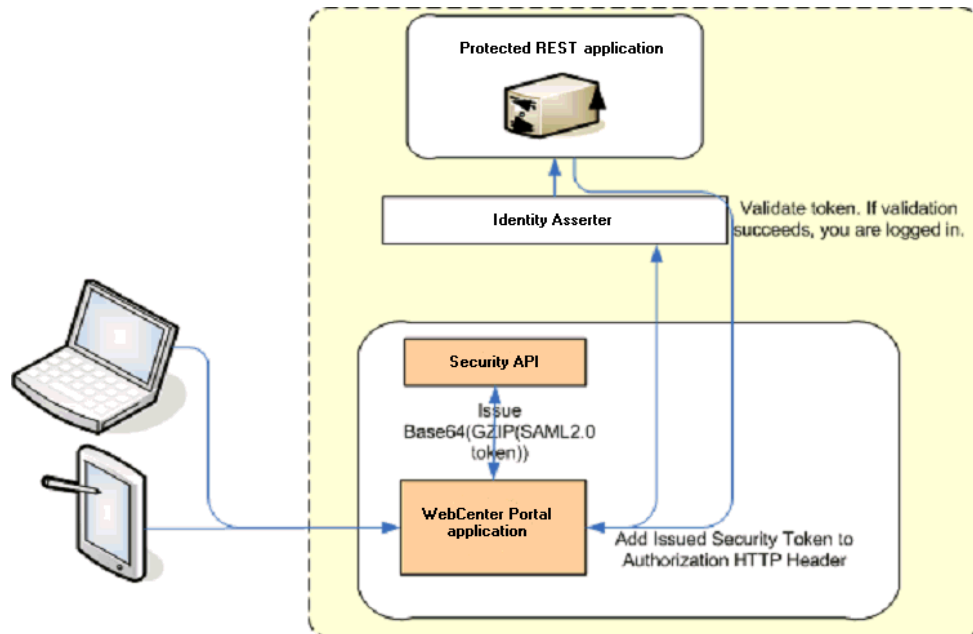 Protected REST application
Identity Asserter
Validate token. If validation
succeeds, you are logged in.
Security API
Issue
Base64(GZIP(SAML2.0
token))
WebCenter Portal
application
Add Issued Security Token to
Authorization HTTP Header